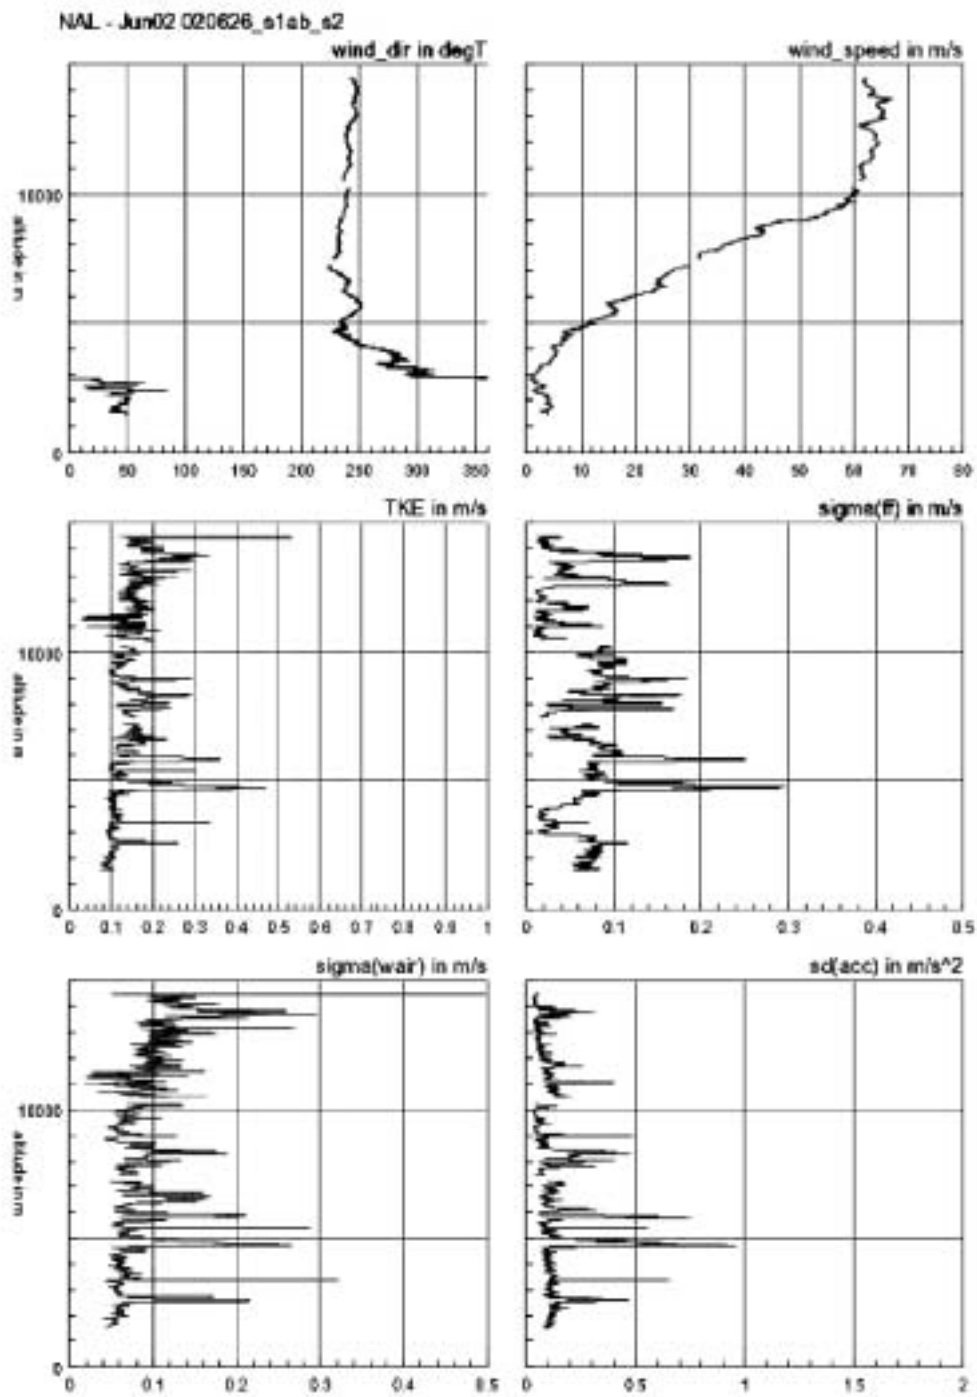 NAL - Jun02 020626_s1ab_s2
wind_dir in degT
wind_speed in m/s
10000
altitude in m
0
0 50 100 150 200 250 300 350
0 10 20 30 40 50 60 70 80
TKE in m/s
sigma(ff) in m/s
10000
altitude in m
0
0 0.1 0.2 0.3 0.4 0.5 0.6 0.7 0.8 0.9 1
0 0.1 0.2 0.3 0.4 0.5
sigma(wair) in m/s
sd(acc) in m/s^2
10000
altitude in m
0
0 0.1 0.2 0.3 0.4 0.5
0 0.5 1 1.5 2